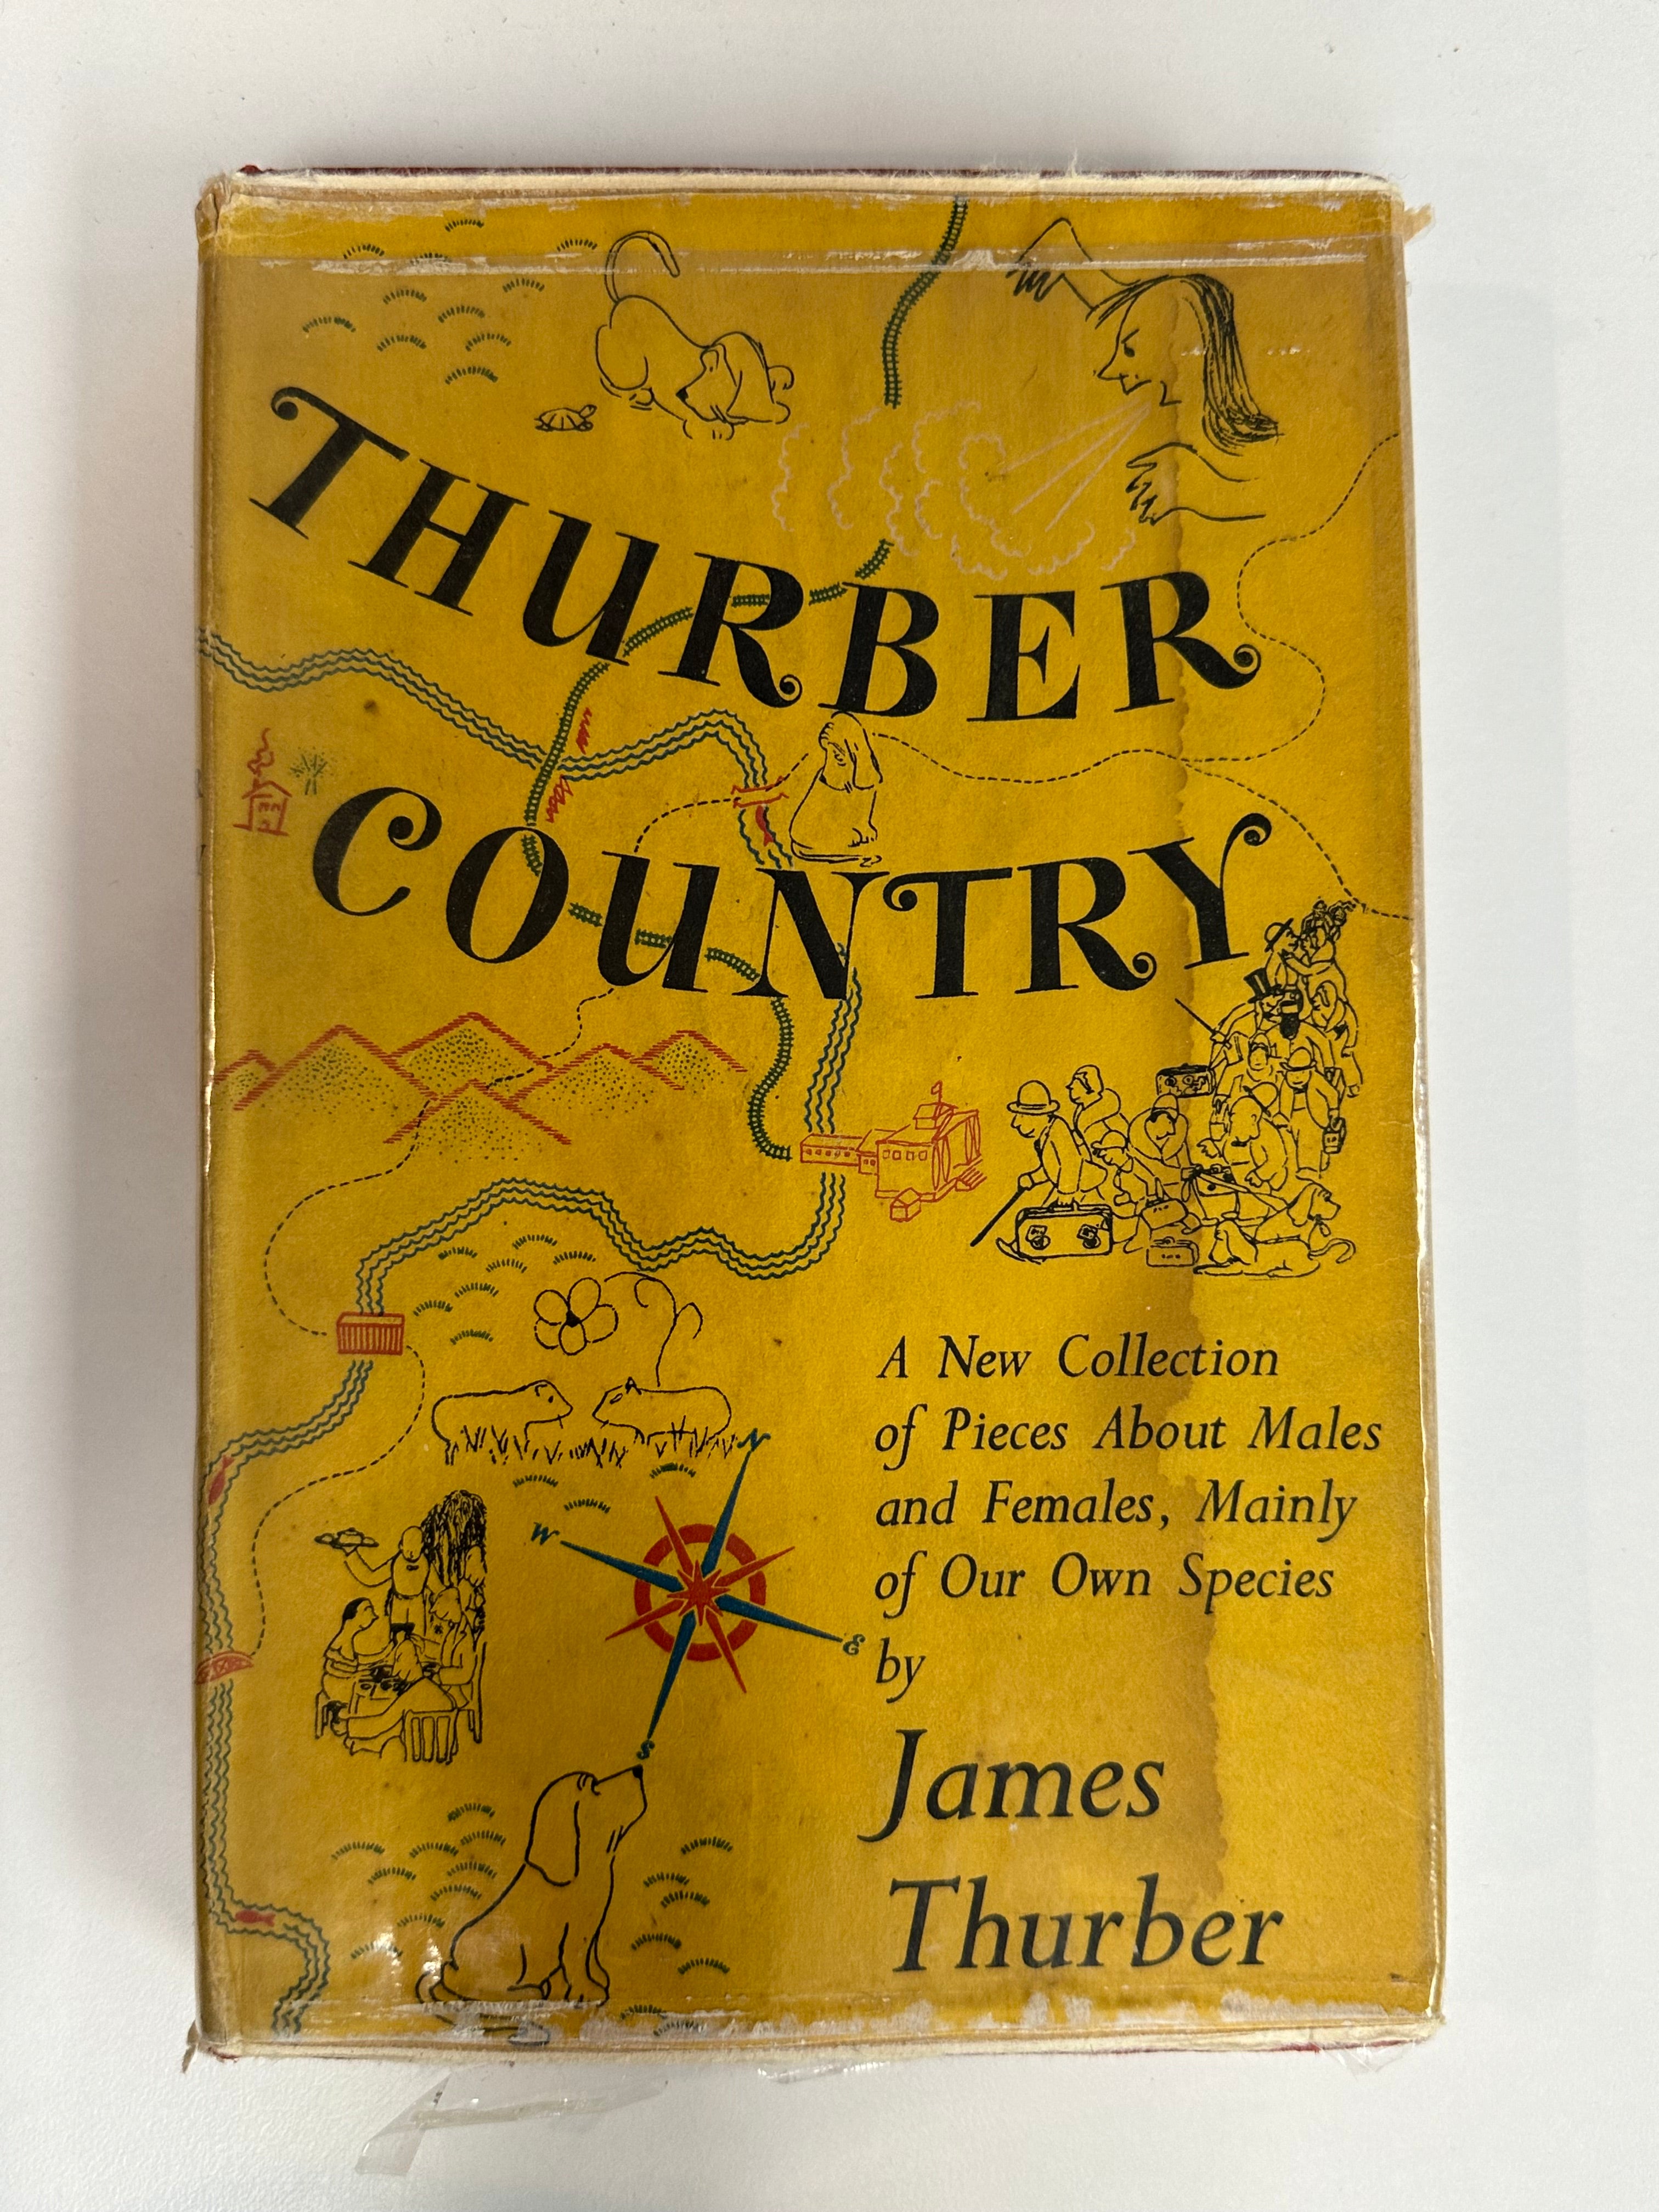 THURBER
COUNTRY
A New Collection
of Pieces About Males
and Females, Mainly
of Our Own Species
by
James
Thurber
N
W
E
S